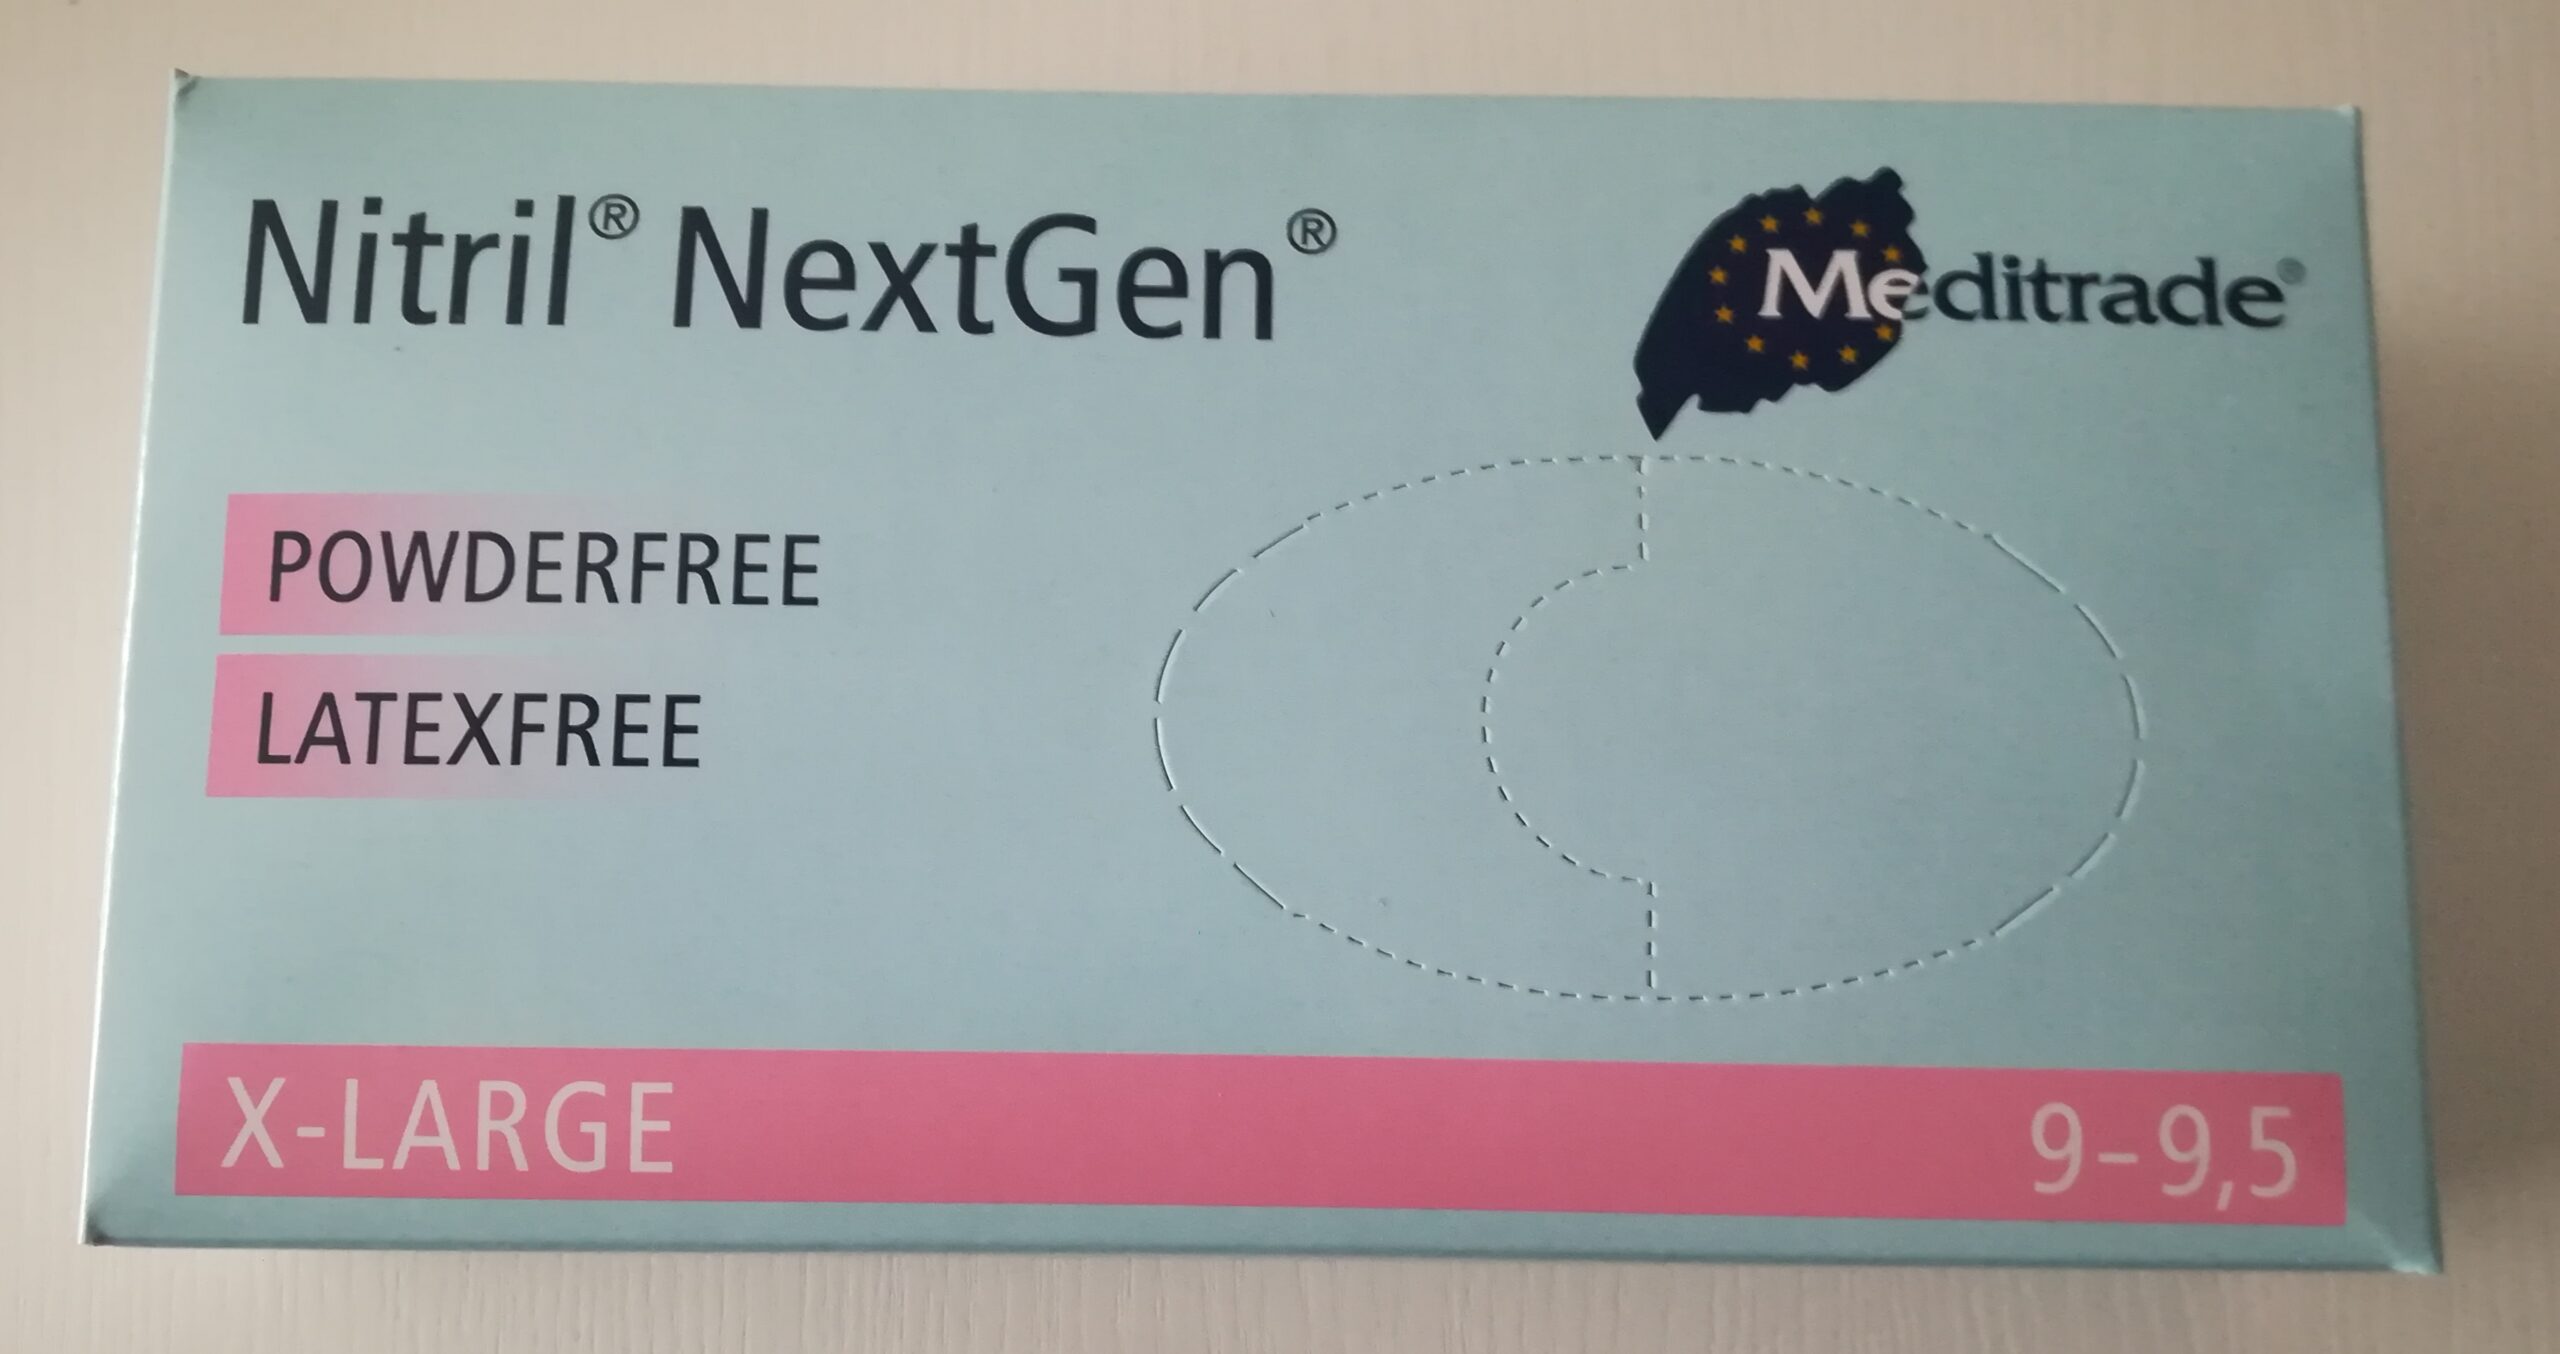 Nitril® NextGen®
Meditrade®
POWDERFREE
LATEXFREE
X-LARGE
9-9,5